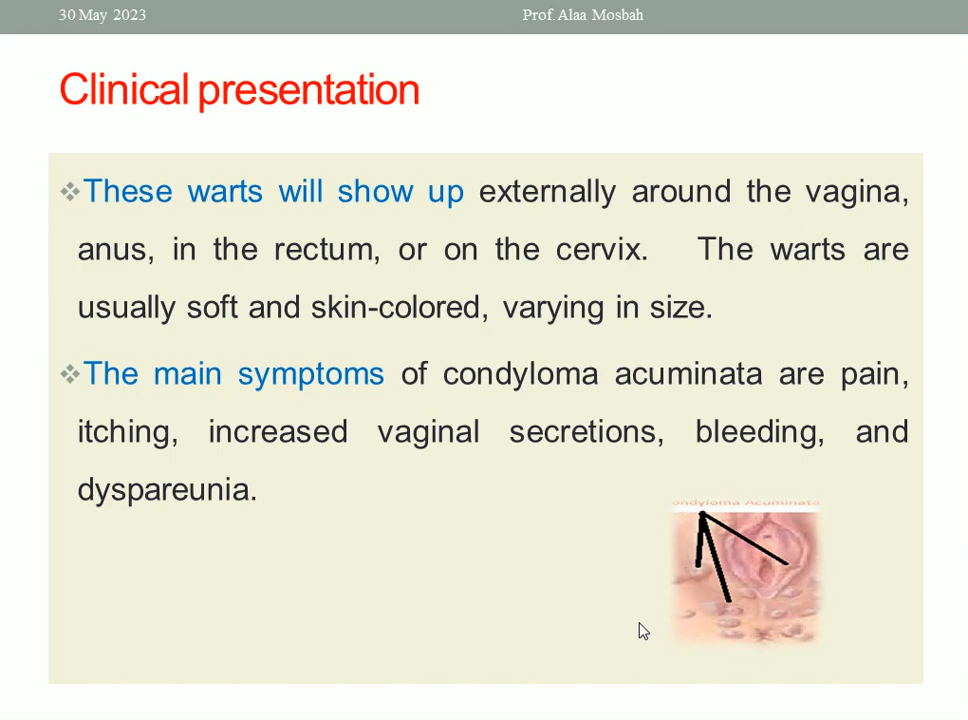 30 May 2023
Prof. Alaa Mosbah
Clinical presentation
❖These warts will show up externally around the vagina,
anus, in the rectum, or on the cervix. The warts are
usually soft and skin-colored, varying in size.
❖The main symptoms of condyloma acuminata are pain,
itching, increased vaginal secretions, bleeding, and
dyspareunia.
ondyloma Acuminata